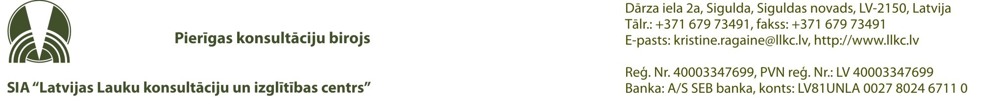 Pierīgas konsultāciju birojs
SIA “Latvijas Lauku konsultāciju un izglītības centrs”
Dārza iela 2a, Sigulda, Siguldas novads, LV-2150, Latvija
Tālr.: +371 679 73491, fakss: +371 679 73491
E-pasts: kristine.ragaine@llkc.lv, http://www.llkc.lv
Reģ. Nr. 40003347699, PVN reģ. Nr.: LV 40003347699
Banka: A/S SEB banka, konts: LV81UNLA 0027 8024 6711 0